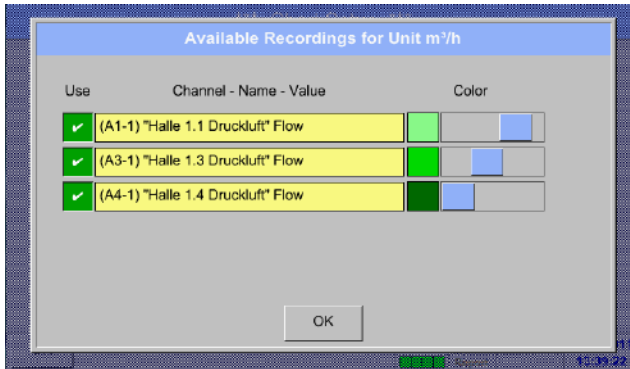 Available Recordings for Unit m³/h
Use Channel - Name - Value Color
(A1-1) "Halle 1.1 Druckluft" Flow
(A3-1) "Halle 1.3 Druckluft" Flow
(A4-1) "Halle 1.4 Druckluft" Flow
OK